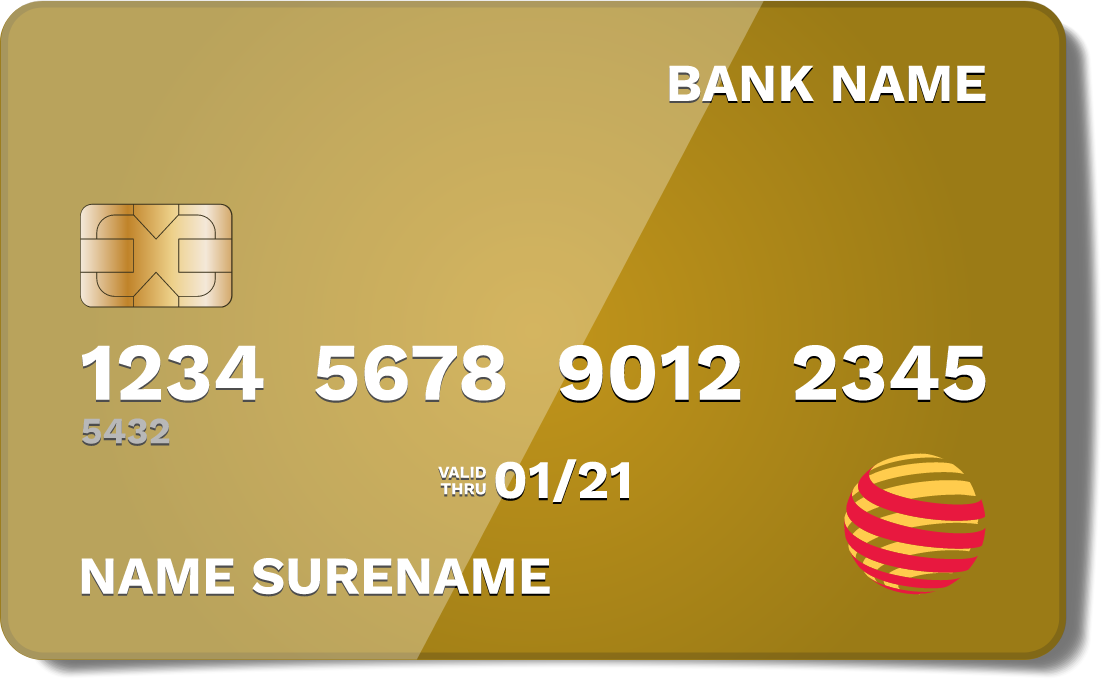 BANK NAME
1234 5678 9012 2345
5432
VALID THRU 01/21
NAME SURENAME